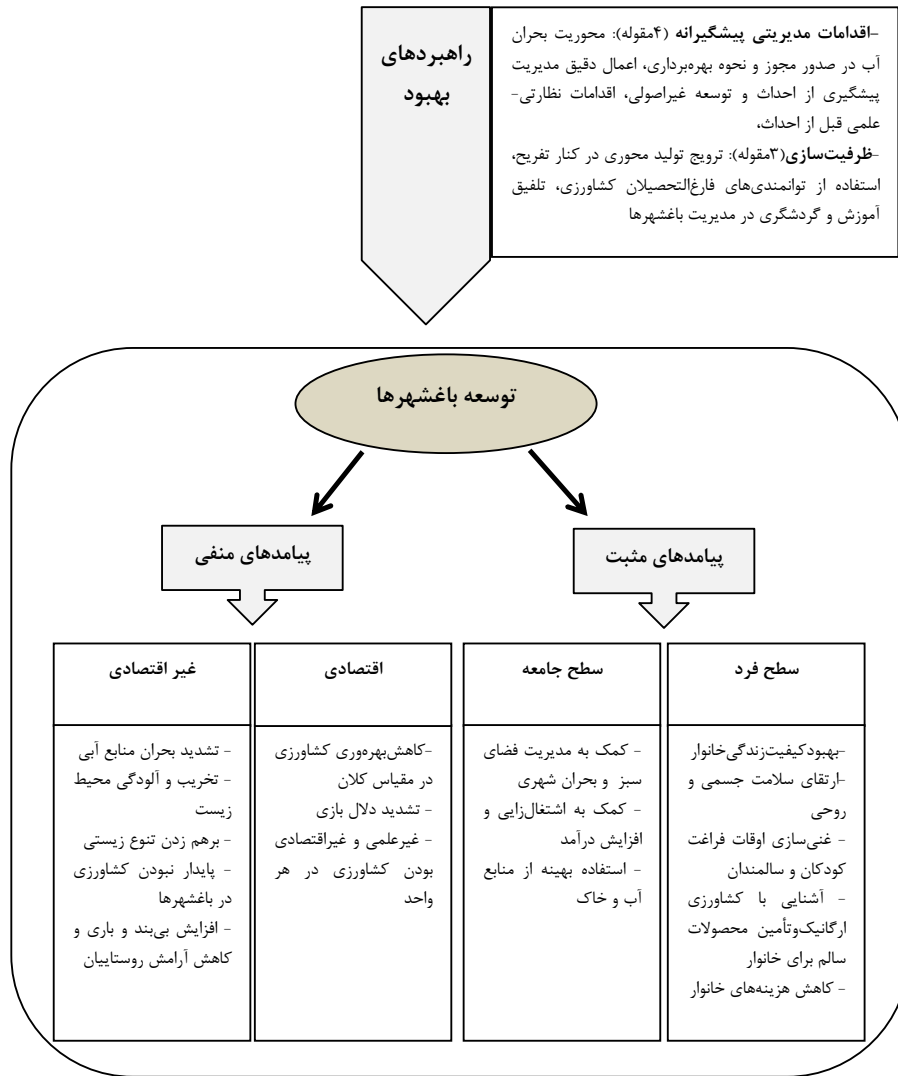 راهبردهای
بهبود
-اقدامات مدیریتی پیشگیرانه (۴مقوله): محوریت بحران
آب در صدور مجوز و نحوه بهره‌برداری، اعمال دقیق مدیریت
پیشگیری از احداث و توسعه غیراصولی، اقدامات نظارتی-
علمی قبل از احداث،
-ظرفیت‌سازی(۳مقوله): ترویج تولید محوری در کنار تفریح،
استفاده از توانمندی‌های فارغ‌التحصیلان کشاورزی، تلفیق
آموزش و گردشگری در مدیریت باغشهرها
توسعه باغشهرها
پیامدهای مثبت
پیامدهای منفی
سطح فرد
-بهبودکیفیت‌زندگی‌خانوار
-ارتقای سلامت جسمی و
روحی
- غنی‌سازی اوقات فراغت
کودکان و سالمندان
- آشنایی با کشاورزی
ارگانیک‌وتأمین محصولات
سالم برای خانوار
- کاهش هزینه‌های خانوار
سطح جامعه
- کمک به مدیریت فضای
سبز و بحران شهری
- کمک به اشتغال‌زایی و
افزایش درآمد
- استفاده بهینه از منابع
آب و خاک
اقتصادی
-کاهش‌بهره‌وری کشاورزی
در مقیاس کلان
- تشدید دلال بازی
- غیرعلمی و غیراقتصادی
بودن کشاورزی در هر
واحد
غیر اقتصادی
- تشدید بحران منابع آبی
- تخریب و آلودگی محیط
زیست
- برهم زدن تنوع زیستی
- پایدار نبودن کشاورزی
در باغشهرها
- افزایش بی‌بند و باری و
کاهش آرامش روستاییان